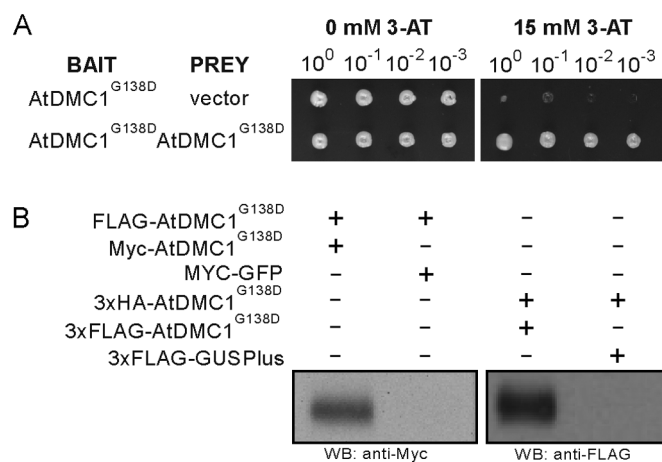 A
0 mM 3-AT 15 mM 3-AT
BAIT PREY 10^0 10^-1 10^-2 10^-3 10^0 10^-1 10^-2 10^-3
AtDMC1^G138D vector
AtDMC1^G138D AtDMC1^G138D
B
FLAG-AtDMC1^G138D + + – –
Myc-AtDMC1^G138D + – – –
MYC-GFP – + – –
3xHA-AtDMC1^G138D – – + +
3xFLAG-AtDMC1^G138D – – + –
3xFLAG-GUSPlus – – – +
WB: anti-Myc WB: anti-FLAG